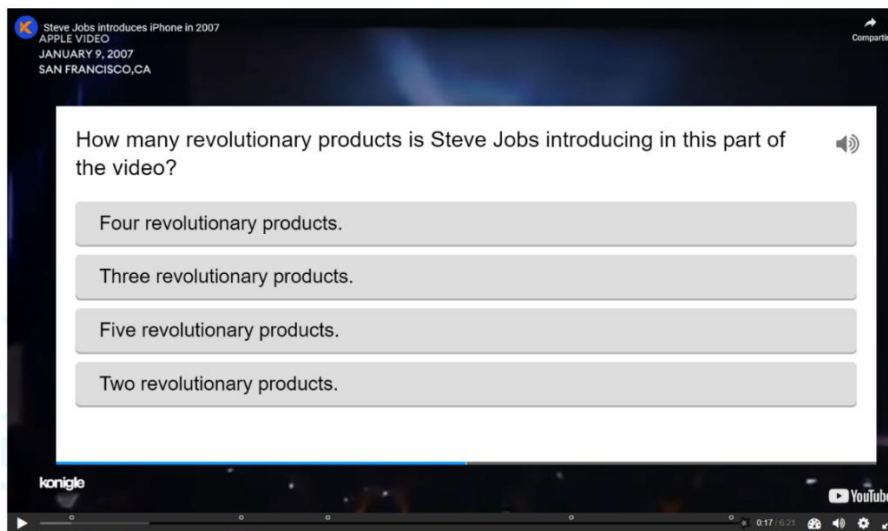 Steve Jobs introduces iPhone in 2007
APPLE VIDEO
JANUARY 9, 2007
SAN FRANCISCO,CA
Compartir
How many revolutionary products is Steve Jobs introducing in this part of
the video?
Four revolutionary products.
Three revolutionary products.
Five revolutionary products.
Two revolutionary products.
konigle
YouTube
0:17 / 6:21